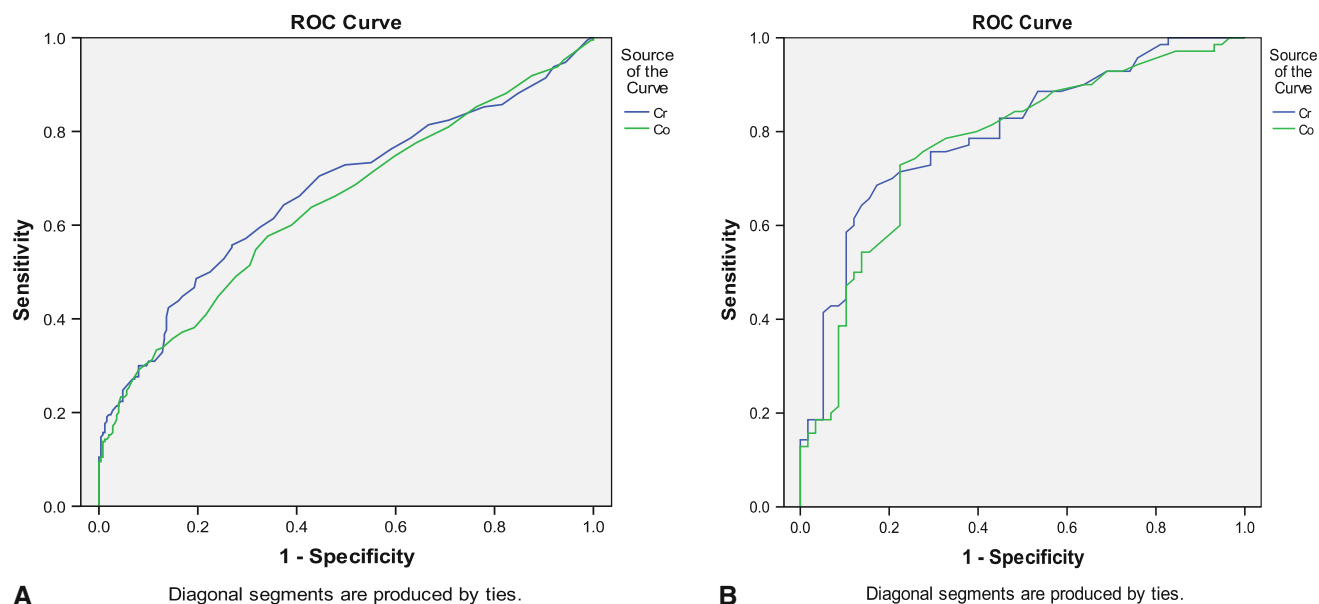 ROC Curve
1.0
0.8
0.6
0.4
0.2
0.0
Sensitivity
0.0 0.2 0.4 0.6 0.8 1.0
1 - Specificity
Source
of the
Curve
Cr
Co
A
Diagonal segments are produced by ties.
ROC Curve
1.0
0.8
0.6
0.4
0.2
0.0
Sensitivity
0.0 0.2 0.4 0.6 0.8 1.0
1 - Specificity
Source
of the
Curve
Cr
Co
B
Diagonal segments are produced by ties.